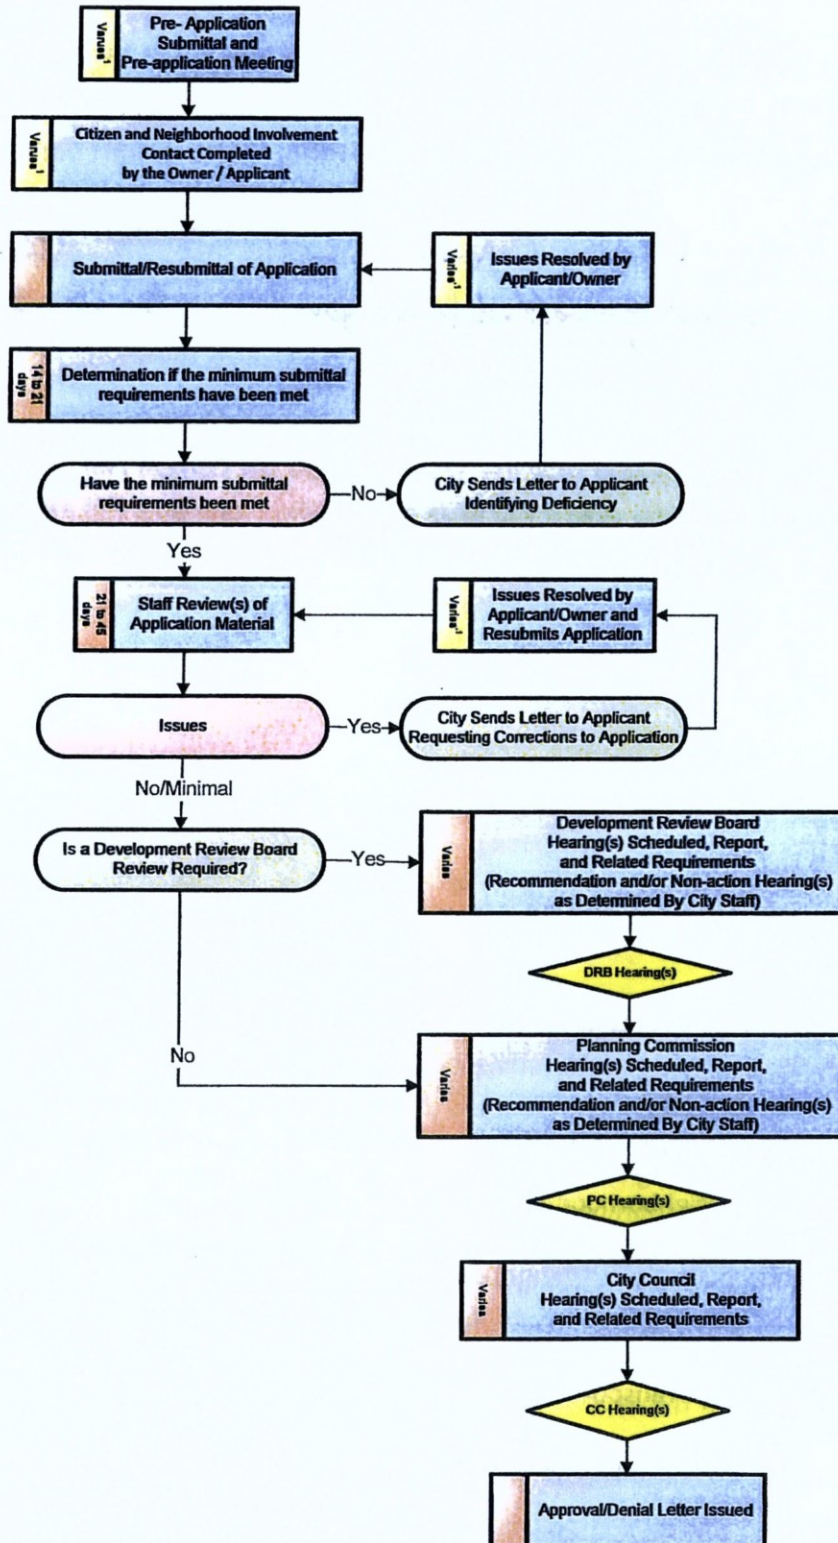 Pre- Application
Submittal and
Pre-application Meeting
Varies¹
Citizen and Neighborhood Involvement
Contact Completed
by the Owner / Applicant
Varies¹
Submittal/Resubmittal of Application
Issues Resolved by
Applicant/Owner
Varies¹
Determination if the minimum submittal
requirements have been met
14 to 21
days
Have the minimum submittal
requirements been met
No
City Sends Letter to Applicant
Identifying Deficiency
Yes
Staff Review(s) of
Application Material
21 to 45
days
Issues Resolved by
Applicant/Owner and
Resubmits Application
Varies¹
Issues
Yes
City Sends Letter to Applicant
Requesting Corrections to Application
No/Minimal
Is a Development Review Board
Review Required?
Yes
Development Review Board
Hearing(s) Scheduled, Report,
and Related Requirements
(Recommendation and/or Non-action Hearing(s)
as Determined By City Staff)
Varies
DRB Hearing(s)
No
Planning Commission
Hearing(s) Scheduled, Report,
and Related Requirements
(Recommendation and/or Non-action Hearing(s)
as Determined By City Staff)
Varies
PC Hearing(s)
City Council
Hearing(s) Scheduled, Report,
and Related Requirements
Varies
CC Hearing(s)
Approval/Denial Letter Issued